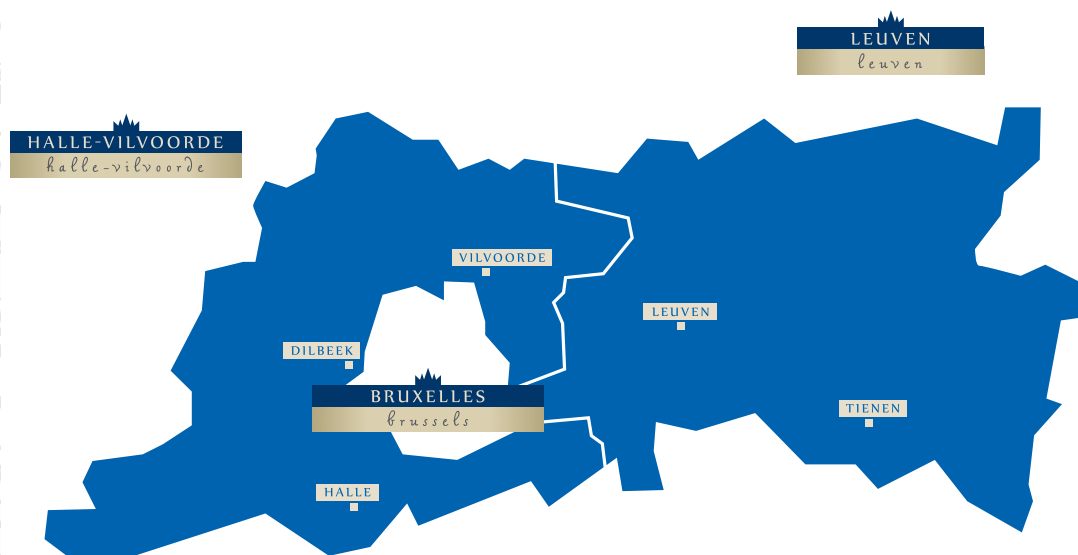 LEUVEN
leuven
HALLE-VILVOORDE
halle-vilvoorde
VILVOORDE
LEUVEN
DILBEEK
BRUXELLES
brussels
TIENEN
HALLE